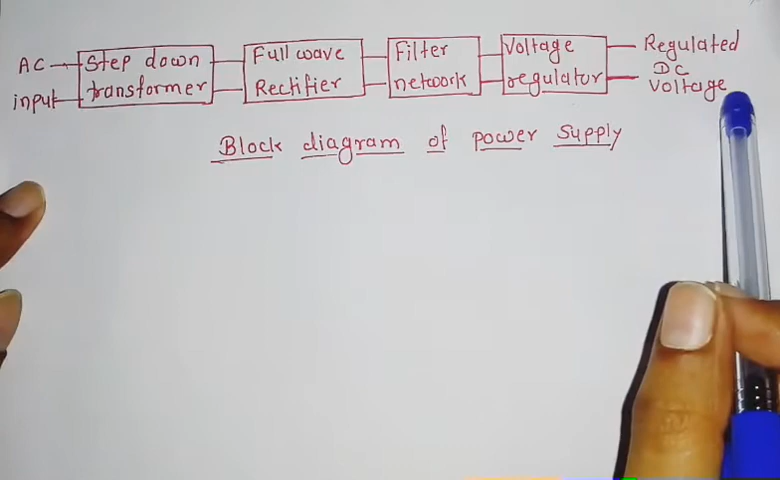 AC
input
Step down
transformer
Full wave
Rectifier
Filter
network
Voltage
regulator
Regulated
DC
Voltage
Block diagram of power Supply